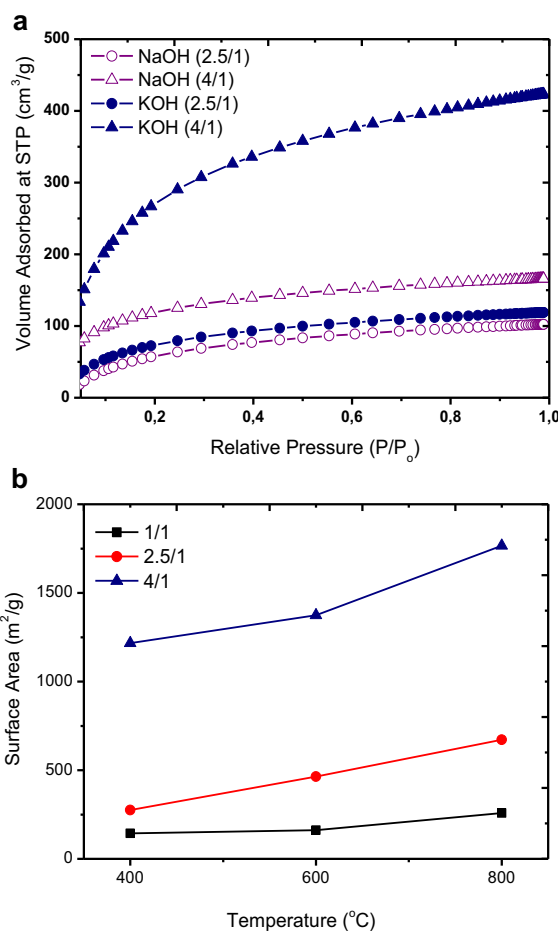 a
500
400
300
200
100
0
Volume Adsorbed at STP (cm³/g)
NaOH (2.5/1)
NaOH (4/1)
KOH (2.5/1)
KOH (4/1)
0,2 0,4 0,6 0,8 1,0
Relative Pressure (P/Pₒ)
b
2000
1500
1000
500
0
Surface Area (m²/g)
1/1
2.5/1
4/1
400 600 800
Temperature (°C)